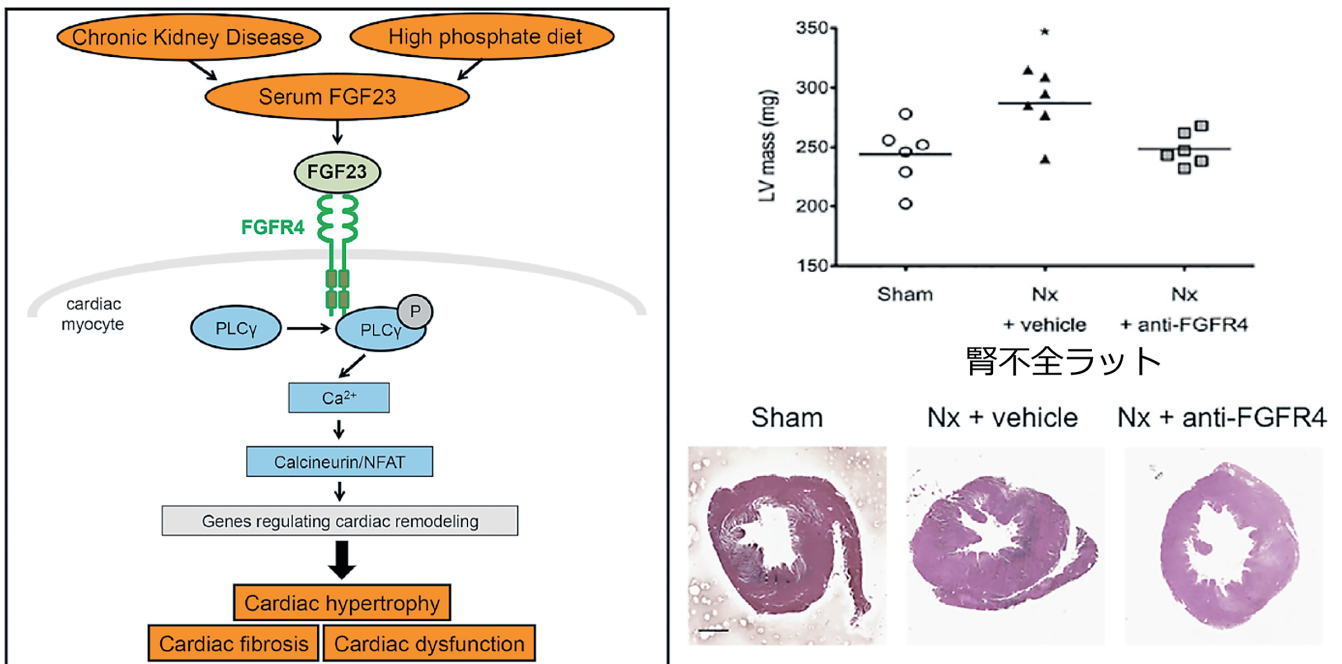 Chronic Kidney Disease
High phosphate diet
Serum FGF23
FGF23
FGFR4
cardiac
myocyte
PLCγ
PLCγ
P
Ca²⁺
Calcineurin/NFAT
Genes regulating cardiac remodeling
Cardiac hypertrophy
Cardiac fibrosis
Cardiac dysfunction
LV mass (mg)
350
300
250
200
150
*
Sham
Nx
+ vehicle
Nx
+ anti-FGFR4
腎不全ラット
Sham
Nx + vehicle
Nx + anti-FGFR4